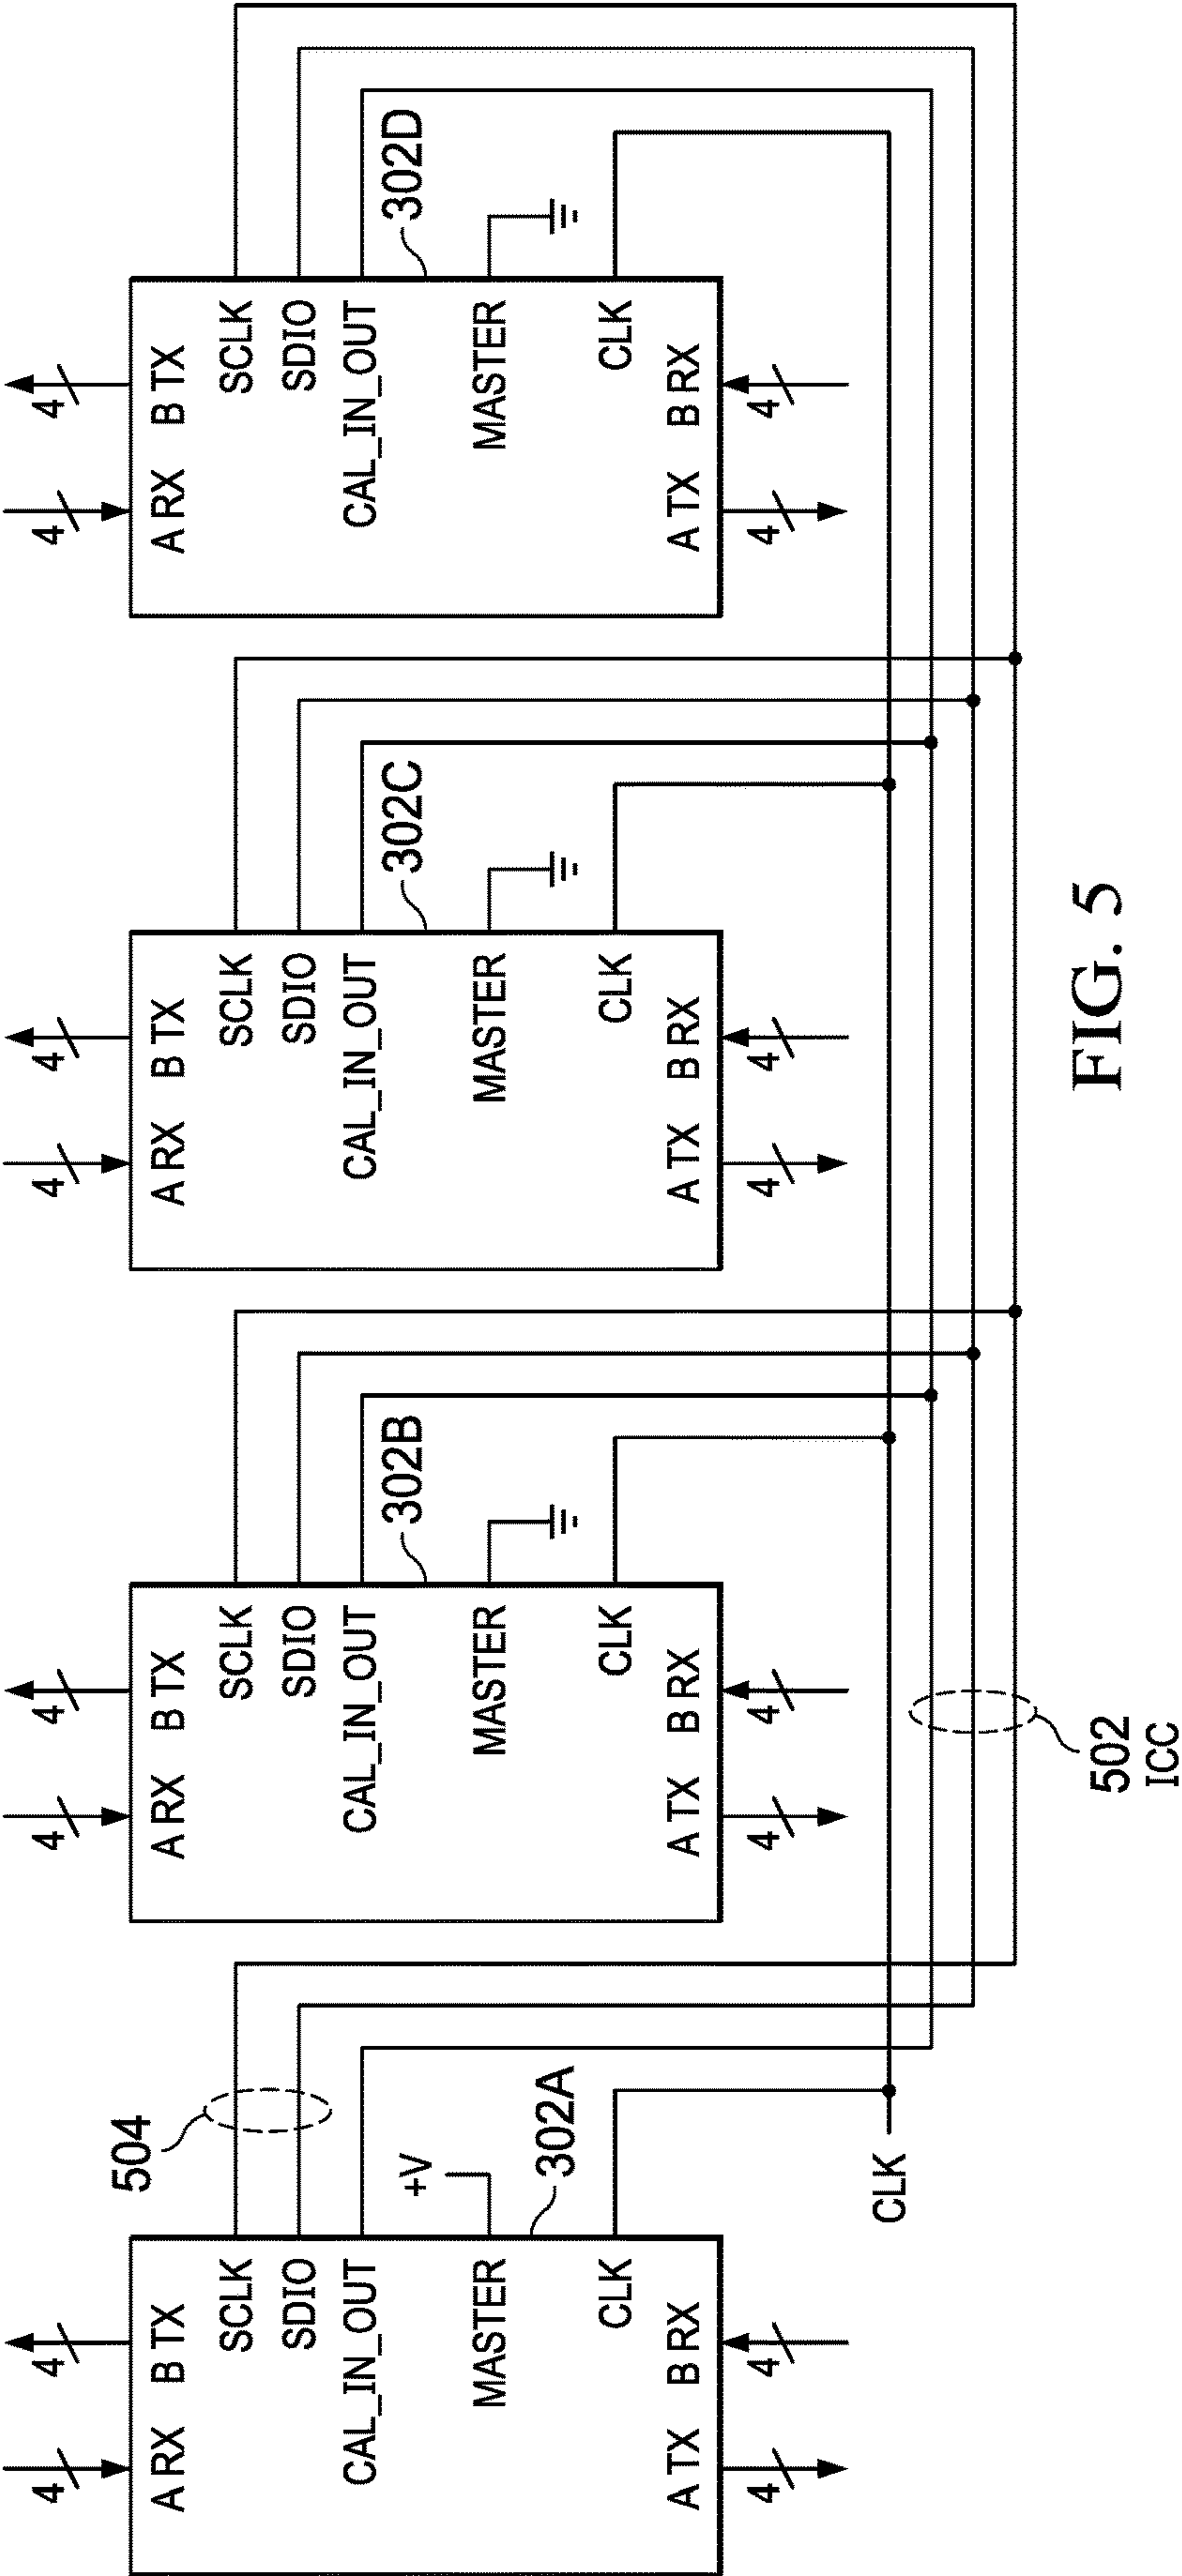 4
4
A RX
B TX
SCLK
SDIO
CAL_IN_OUT
MASTER
CLK
A TX
B RX
4
4
504
+V
302A
CLK
4
4
A RX
B TX
SCLK
SDIO
CAL_IN_OUT
MASTER
CLK
A TX
B RX
4
4
302B
502
ICC
4
4
A RX
B TX
SCLK
SDIO
CAL_IN_OUT
MASTER
CLK
A TX
B RX
4
4
302C
4
4
A RX
B TX
SCLK
SDIO
CAL_IN_OUT
MASTER
CLK
A TX
B RX
4
4
302D
FIG. 5